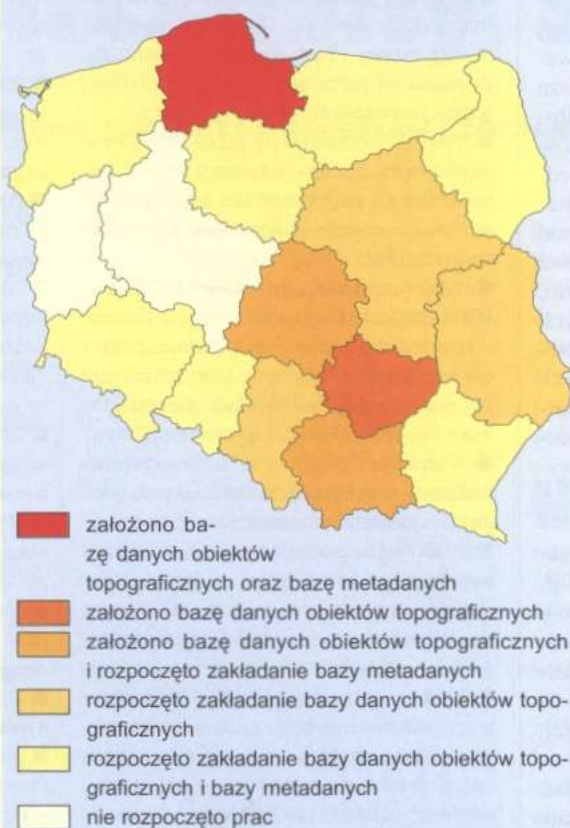 założono ba-
zę danych obiektów
topograficznych oraz bazę metadanych
założono bazę danych obiektów topograficznych
założono bazę danych obiektów topograficznych
i rozpoczęto zakładanie bazy metadanych
rozpoczęto zakładanie bazy danych obiektów topo-
graficznych
rozpoczęto zakładanie bazy danych obiektów topo-
graficznych i bazy metadanych
nie rozpoczęto prac